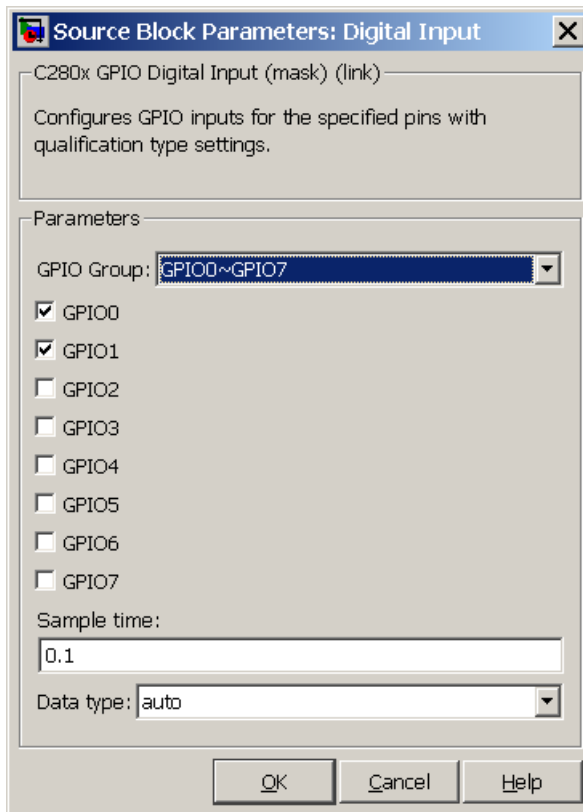 Source Block Parameters: Digital Input
C280x GPIO Digital Input (mask) (link)
Configures GPIO inputs for the specified pins with
qualification type settings.
Parameters
GPIO Group: GPIO0~GPIO7
GPIO0
GPIO1
GPIO2
GPIO3
GPIO4
GPIO5
GPIO6
GPIO7
Sample time:
0.1
Data type: auto
OK Cancel Help